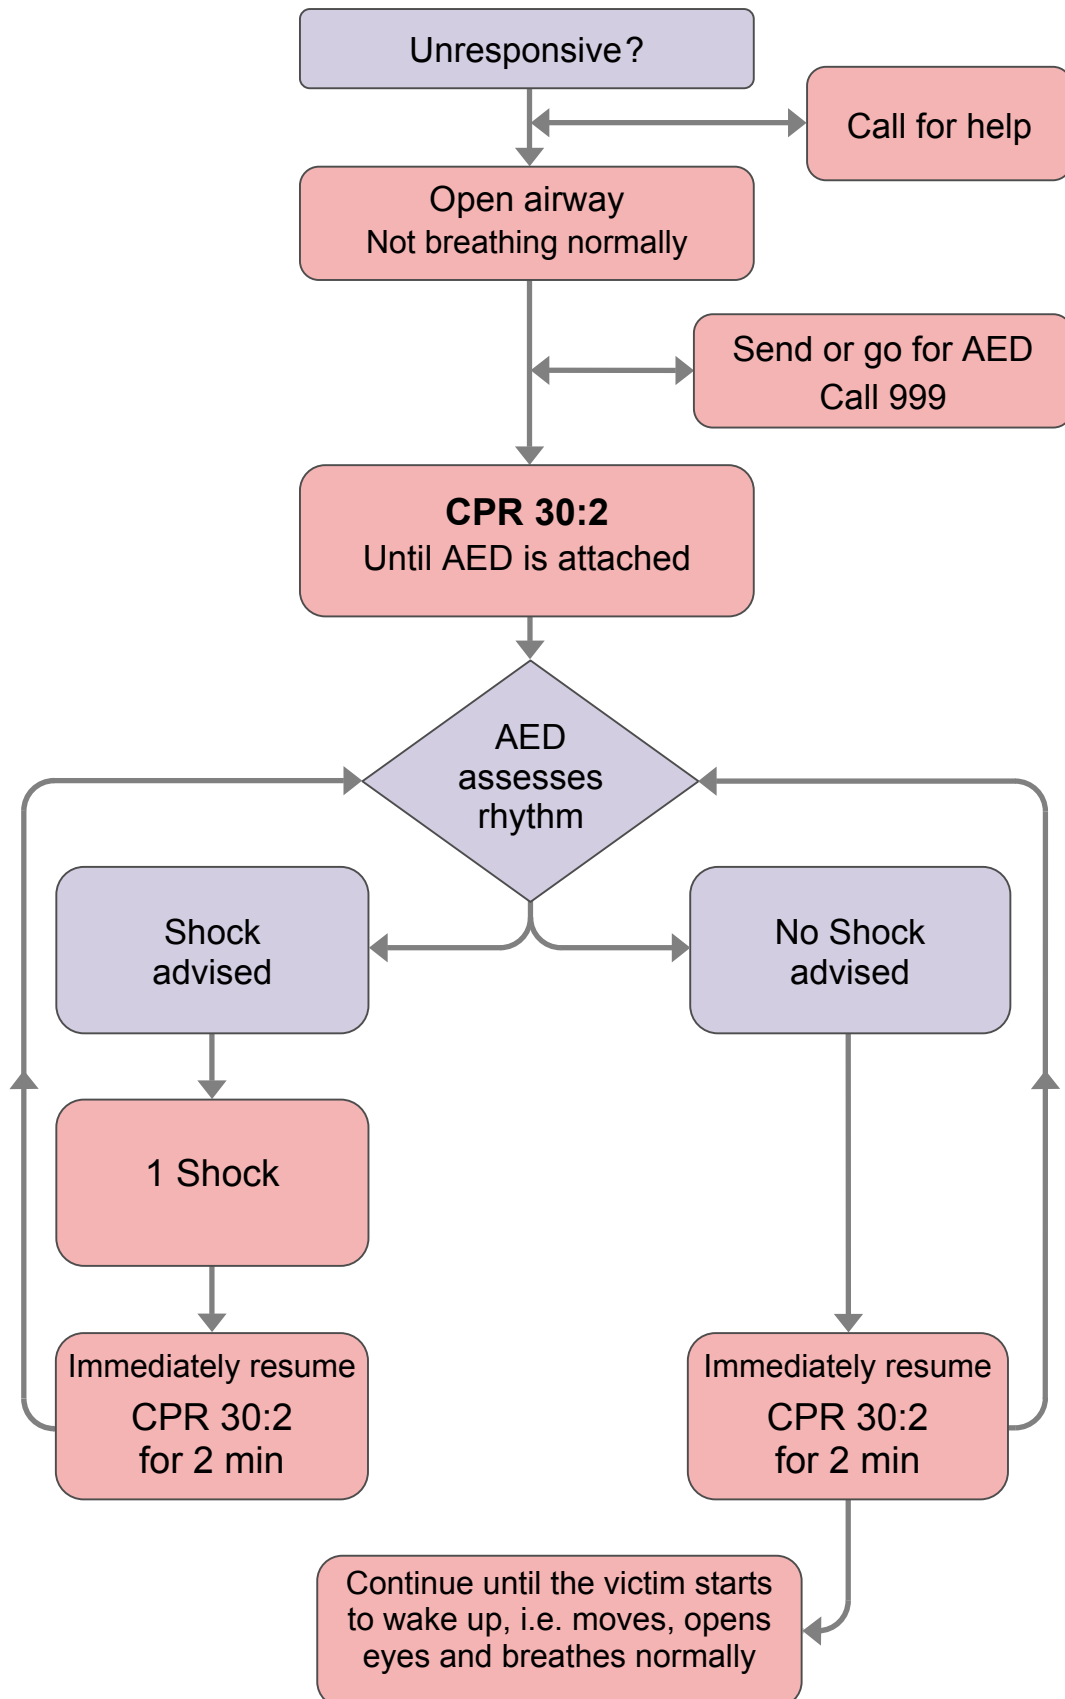 Unresponsive?
Call for help
Open airway
Not breathing normally
Send or go for AED
Call 999
CPR 30:2
Until AED is attached
AED
assesses
rhythm
Shock
advised
No Shock
advised
1 Shock
Immediately resume
CPR 30:2
for 2 min
Immediately resume
CPR 30:2
for 2 min
Continue until the victim starts
to wake up, i.e. moves, opens
eyes and breathes normally